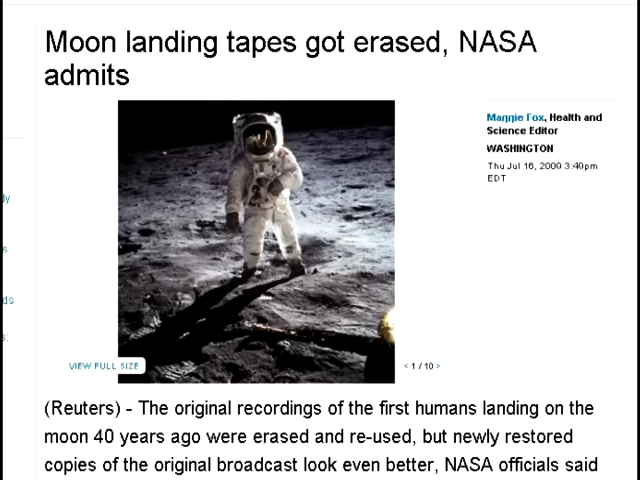 Moon landing tapes got erased, NASA
admits
Maggie Fox, Health and
Science Editor
WASHINGTON
Thu Jul 16, 2009 3:40pm
EDT
dy
s
ds
s:
VIEW FULL SIZE
< 1 / 10 >
(Reuters) - The original recordings of the first humans landing on the
moon 40 years ago were erased and re-used, but newly restored
copies of the original broadcast look even better, NASA officials said